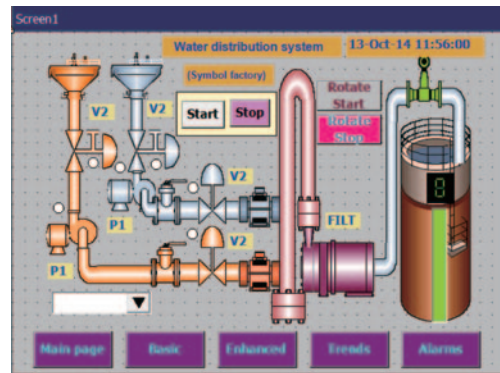 Screen1
Water distribution system
13-Oct-14 11:56:00
(Symbol factory)
Start Stop
Rotate
Start
Rotate
Stop
V2
V2
V2
P1
FILT
V2
P1
0
Main page Basic Enhanced Trends Alarms